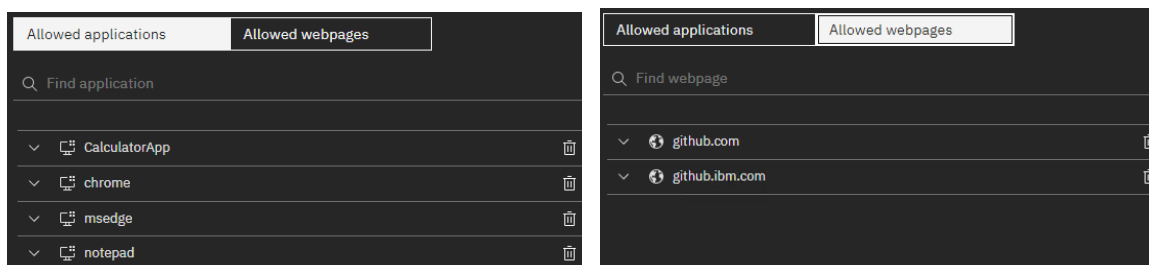 Allowed applications
Allowed webpages
Find application
CalculatorApp
chrome
msedge
notepad
Allowed applications
Allowed webpages
Find webpage
github.com
github.ibm.com